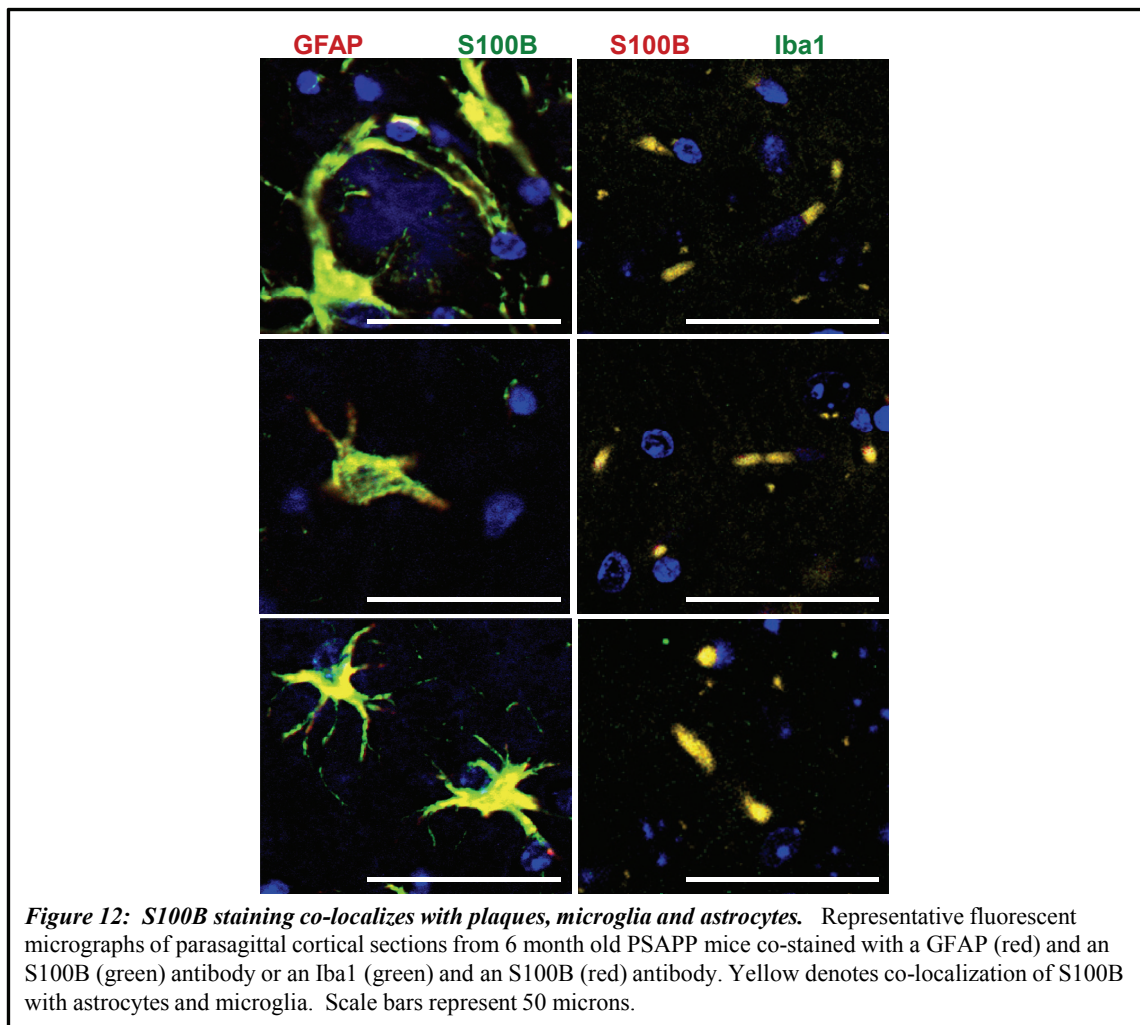 GFAP S100B S100B Iba1
Figure 12: S100B staining co-localizes with plaques, microglia and astrocytes. Representative fluorescent
micrographs of parasagittal cortical sections from 6 month old PSAPP mice co-stained with a GFAP (red) and an
S100B (green) antibody or an Iba1 (green) and an S100B (red) antibody. Yellow denotes co-localization of S100B
with astrocytes and microglia. Scale bars represent 50 microns.